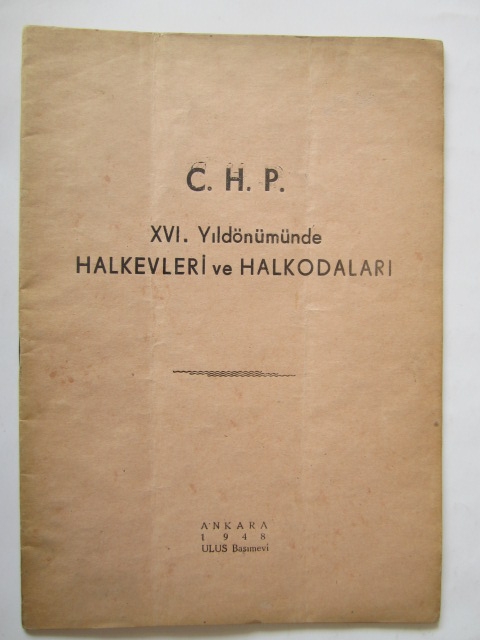 C. H. P.
XVI. Yıldönümünde
HALKEVLERİ ve HALKODALARI
ANKARA
1948
ULUS Basımevi